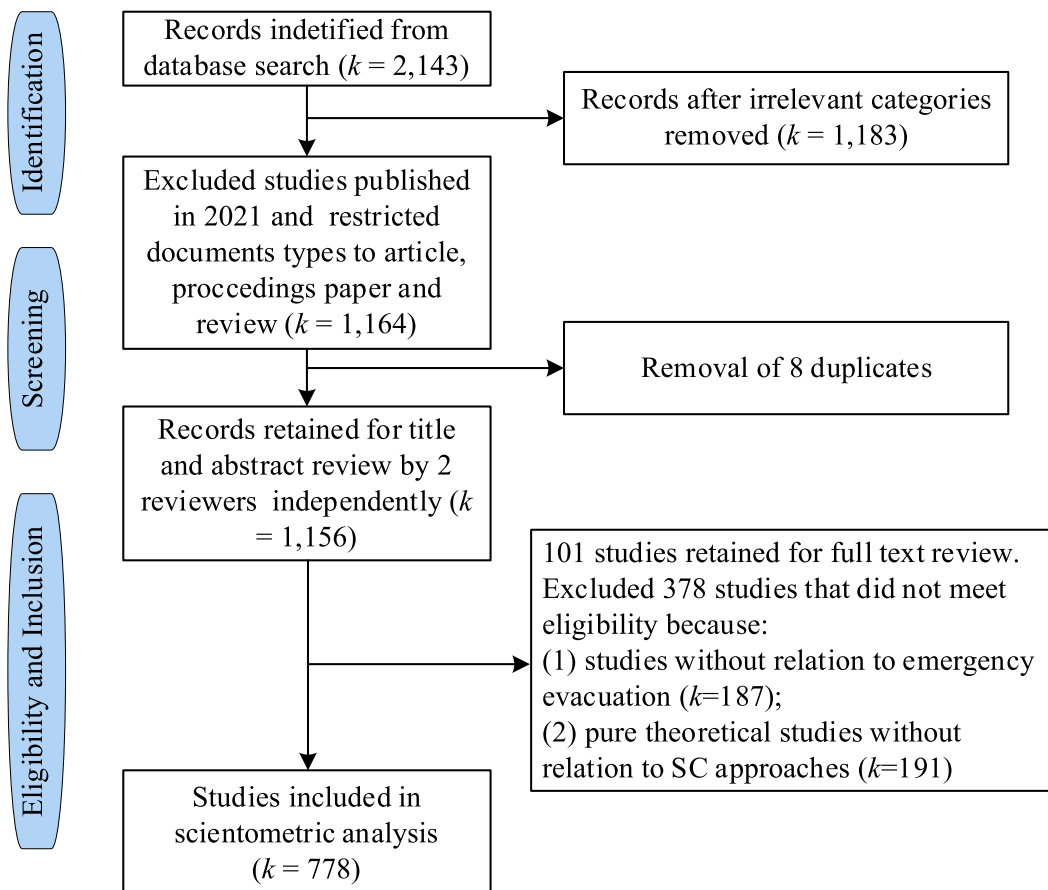 Identification
Records indetified from
database search (k = 2,143)
Records after irrelevant categories
removed (k = 1,183)
Excluded studies published
in 2021 and restricted
documents types to article,
proccedings paper and
review (k = 1,164)
Screening
Removal of 8 duplicates
Records retained for title
and abstract review by 2
reviewers independently (k
= 1,156)
Eligibility and Inclusion
101 studies retained for full text review.
Excluded 378 studies that did not meet
eligibility because:
(1) studies without relation to emergency
evacuation (k=187);
(2) pure theoretical studies without
relation to SC approaches (k=191)
Studies included in
scientometric analysis
(k = 778)